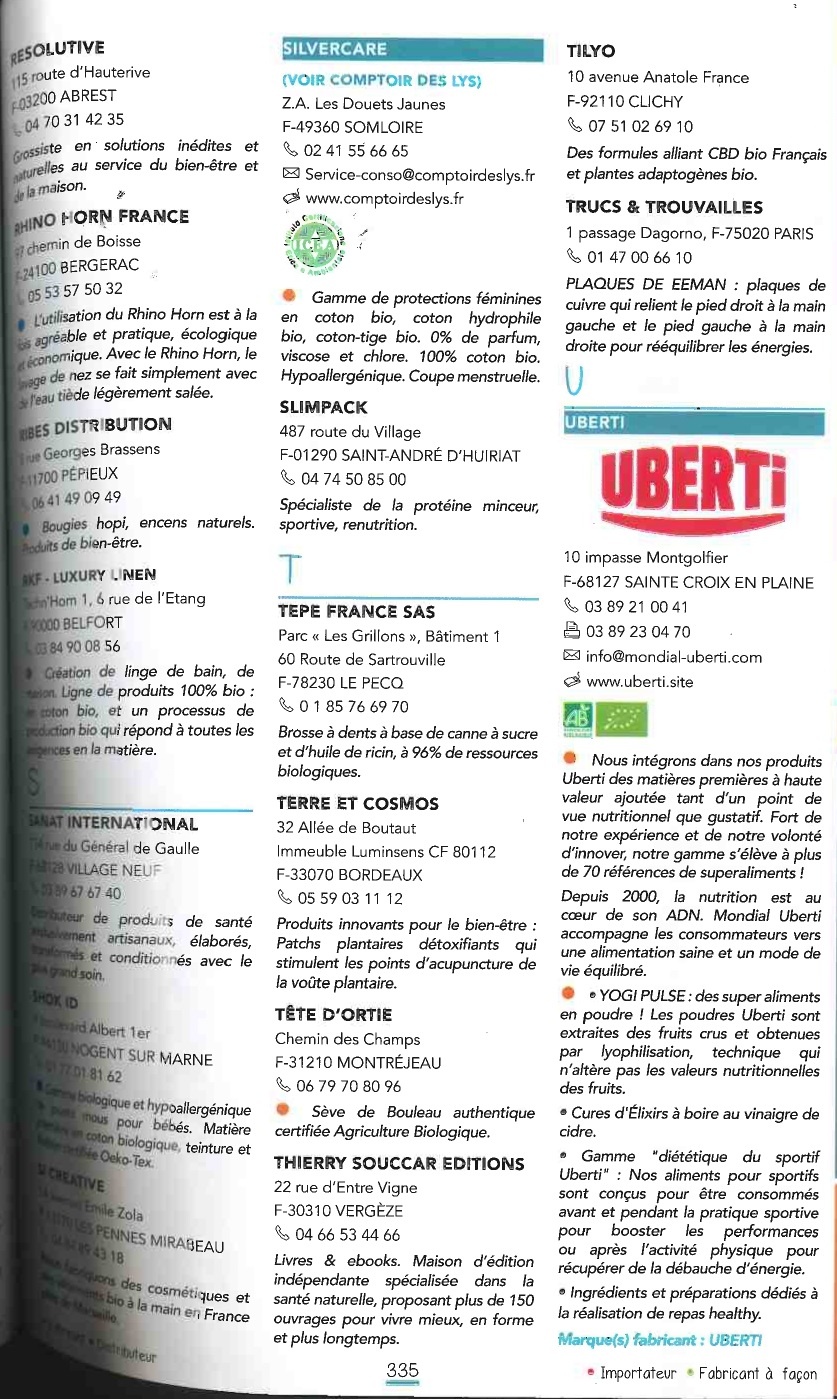 RESOLUTIVE
115 route d'Hauterive
F-03200 ABREST
04 70 31 42 35
Grossiste en solutions inédites et
naturelles au service du bien-être et
de la maison.
RHINO HORN FRANCE
chemin de Boisse
F-24100 BERGERAC
05 53 57 50 32
L'utilisation du Rhino Horn est à la
fois agréable et pratique, écologique
et économique. Avec le Rhino Horn, le
lavage de nez se fait simplement avec
de l'eau tiède légèrement salée.
RIBES DISTRIBUTION
rue Georges Brassens
11700 PÉPIEUX
06 41 49 09 49
Bougies hopi, encens naturels.
Produits de bien-être.
RKF - LUXURY LINEN
Techn'Hom 1, 6 rue de l'Etang
90000 BELFORT
03 84 90 08 56
Création de linge de bain, de
maison. Ligne de produits 100% bio :
en coton bio, et un processus de
production bio qui répond à toutes les
exigences en la matière.
S
SANAT INTERNATIONAL
rue du Général de Gaulle
F-68128 VILLAGE NEUF
03 89 67 67 40
Distributeur de produits de santé
exclusivement artisanaux, élaborés,
transformés et conditionnés avec le
plus grand soin.
SHOK ID
boulevard Albert 1er
NOGENT SUR MARNE
01 77 01 81 62
Gamme biologique et hypoallergénique
pour bébés. Matière
coton biologique, teinture et
certifiée Oeko-Tex.
CREATIVE
Emile Zola
LES PENNES MIRABEAU
43 18
Nous fabriquons des cosmétiques et
bio à la main en France
Marseille.
Distributeur
SILVERCARE
(VOIR COMPTOIR DES LYS)
Z.A. Les Douets Jaunes
F-49360 SOMLOIRE
02 41 55 66 65
Service-conso@comptoirdeslys.fr
www.comptoirdeslys.fr
ICEA
Gamme de protections féminines
en coton bio, coton hydrophile
bio, coton-tige bio. 0% de parfum,
viscose et chlore. 100% coton bio.
Hypoallergénique. Coupe menstruelle.
SLIMPACK
487 route du Village
F-01290 SAINT-ANDRÉ D'HUIRIAT
04 74 50 85 00
Spécialiste de la protéine minceur,
sportive, renutrition.
T
TEPE FRANCE SAS
Parc « Les Grillons », Bâtiment 1
60 Route de Sartrouville
F-78230 LE PECQ
0 1 85 76 69 70
Brosse à dents à base de canne à sucre
et d'huile de ricin, à 96% de ressources
biologiques.
TERRE ET COSMOS
32 Allée de Boutaut
Immeuble Luminsens CF 80112
F-33070 BORDEAUX
05 59 03 11 12
Produits innovants pour le bien-être :
Patchs plantaires détoxifiants qui
stimulent les points d'acupuncture de
la voûte plantaire.
TÊTE D'ORTIE
Chemin des Champs
F-31210 MONTRÉJEAU
06 79 70 80 96
Sève de Bouleau authentique
certifiée Agriculture Biologique.
THIERRY SOUCCAR EDITIONS
22 rue d'Entre Vigne
F-30310 VERGÈZE
04 66 53 44 66
Livres & ebooks. Maison d'édition
indépendante spécialisée dans la
santé naturelle, proposant plus de 150
ouvrages pour vivre mieux, en forme
et plus longtemps.
335
TILYO
10 avenue Anatole France
F-92110 CLICHY
07 51 02 69 10
Des formules alliant CBD bio Français
et plantes adaptogènes bio.
TRUCS & TROUVAILLES
1 passage Dagorno, F-75020 PARIS
01 47 00 66 10
PLAQUES DE EEMAN : plaques de
cuivre qui relient le pied droit à la main
gauche et le pied gauche à la main
droite pour rééquilibrer les énergies.
U
UBERTI
UBERTi
10 impasse Montgolfier
F-68127 SAINTE CROIX EN PLAINE
03 89 21 00 41
03 89 23 04 70
info@mondial-uberti.com
www.uberti.site
AB
Nous intégrons dans nos produits
Uberti des matières premières à haute
valeur ajoutée tant d'un point de
vue nutritionnel que gustatif. Fort de
notre expérience et de notre volonté
d'innover, notre gamme s'élève à plus
de 70 références de superaliments !
Depuis 2000, la nutrition est au
cœur de son ADN. Mondial Uberti
accompagne les consommateurs vers
une alimentation saine et un mode de
vie équilibré.
• YOGI PULSE : des super aliments
en poudre ! Les poudres Uberti sont
extraites des fruits crus et obtenues
par lyophilisation, technique qui
n'altère pas les valeurs nutritionnelles
des fruits.
• Cures d'Élixirs à boire au vinaigre de
cidre.
• Gamme "diététique du sportif
Uberti" : Nos aliments pour sportifs
sont conçus pour être consommés
avant et pendant la pratique sportive
pour booster les performances
ou après l'activité physique pour
récupérer de la débauche d'énergie.
• Ingrédients et préparations dédiés à
la réalisation de repas healthy.
Marque(s) fabricant : UBERTI
• Importateur • Fabricant à façon